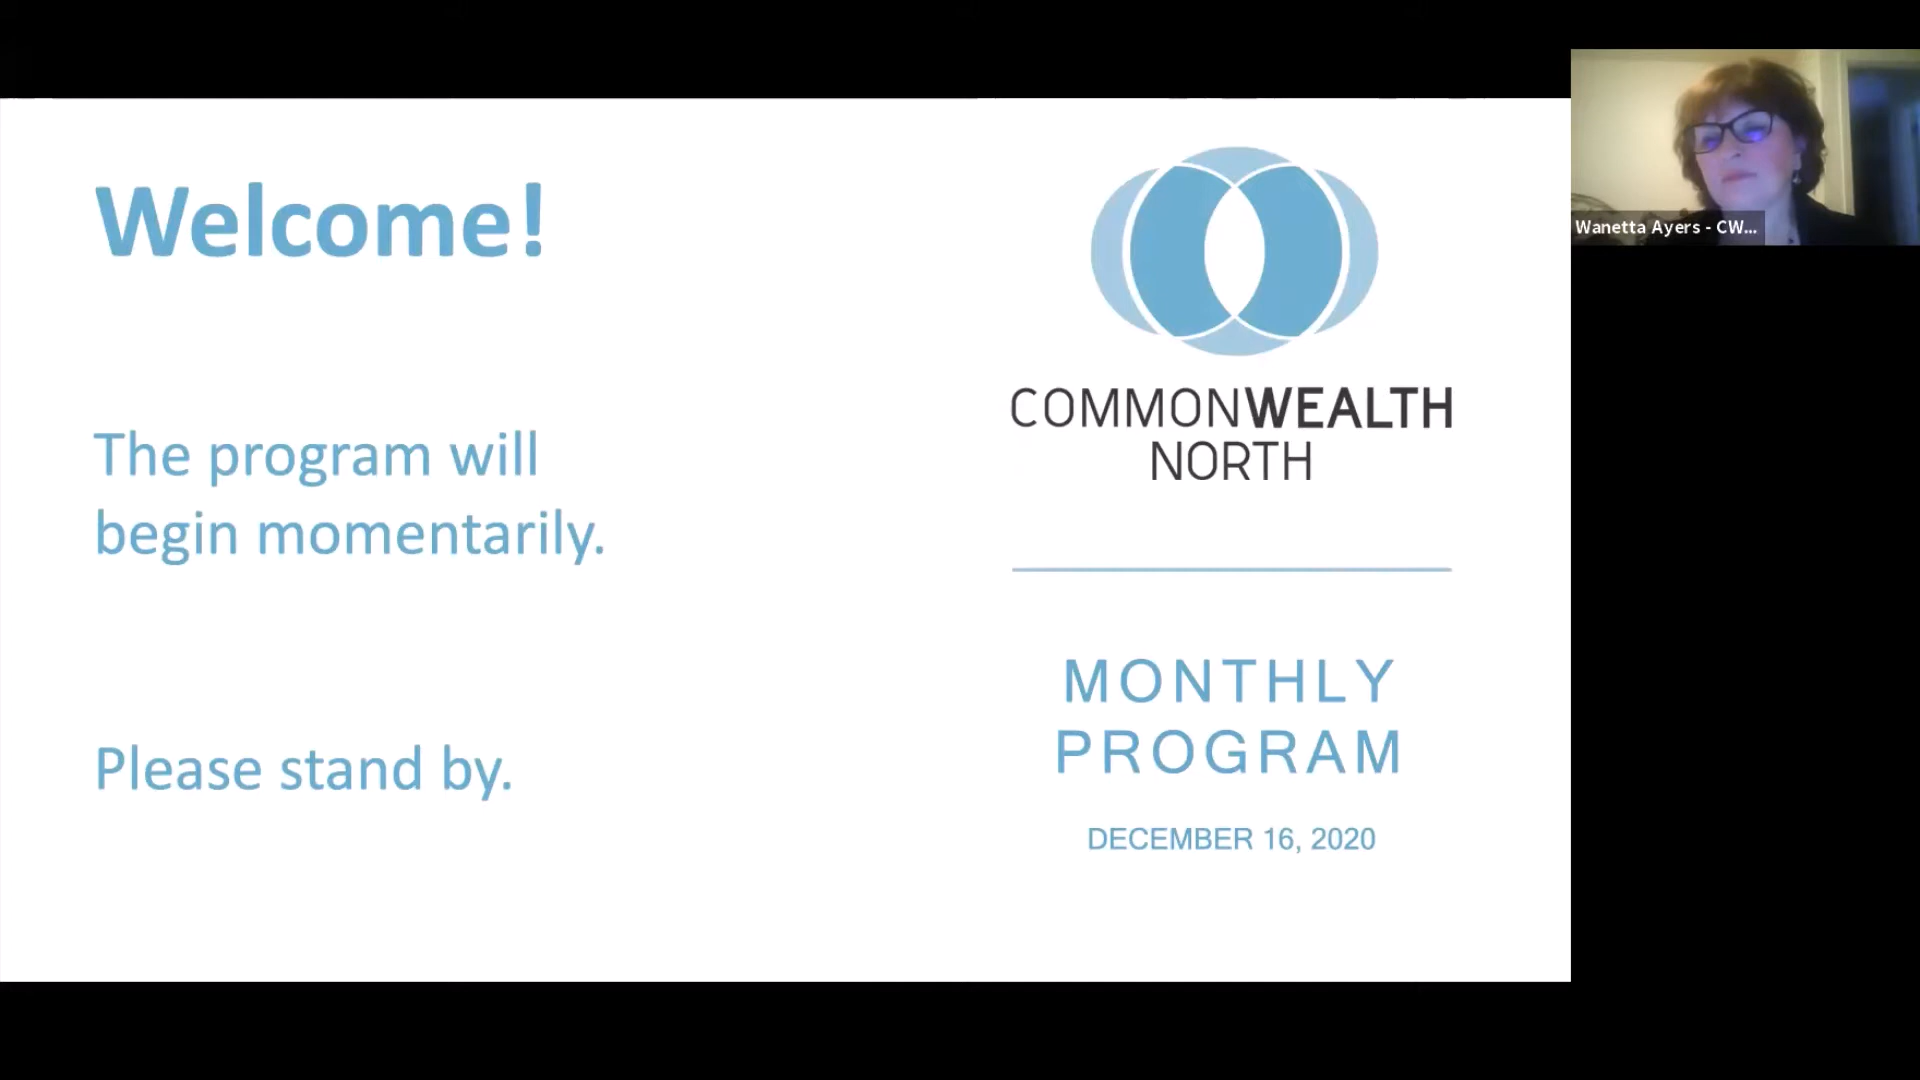 Welcome!
The program will
begin momentarily.
Please stand by.
COMMONWEALTH
NORTH
MONTHLY
PROGRAM
DECEMBER 16, 2020
Wanetta Ayers - CW...